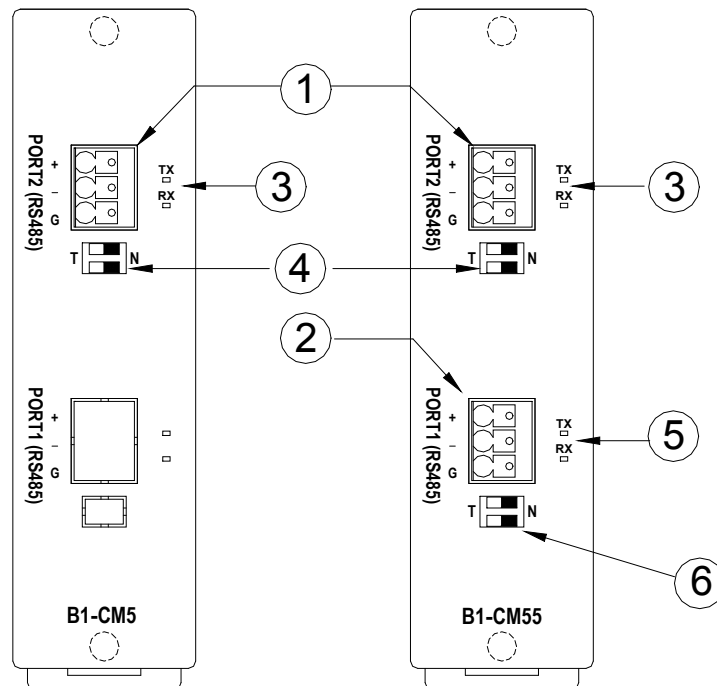 1
PORT2 (RS485)
+
−
G
TX
RX
3
T
N
4
PORT1 (RS485)
+
−
G
B1-CM5
PORT2 (RS485)
+
−
G
TX
RX
3
T
N
2
PORT1 (RS485)
+
−
G
TX
RX
5
T
N
6
B1-CM55